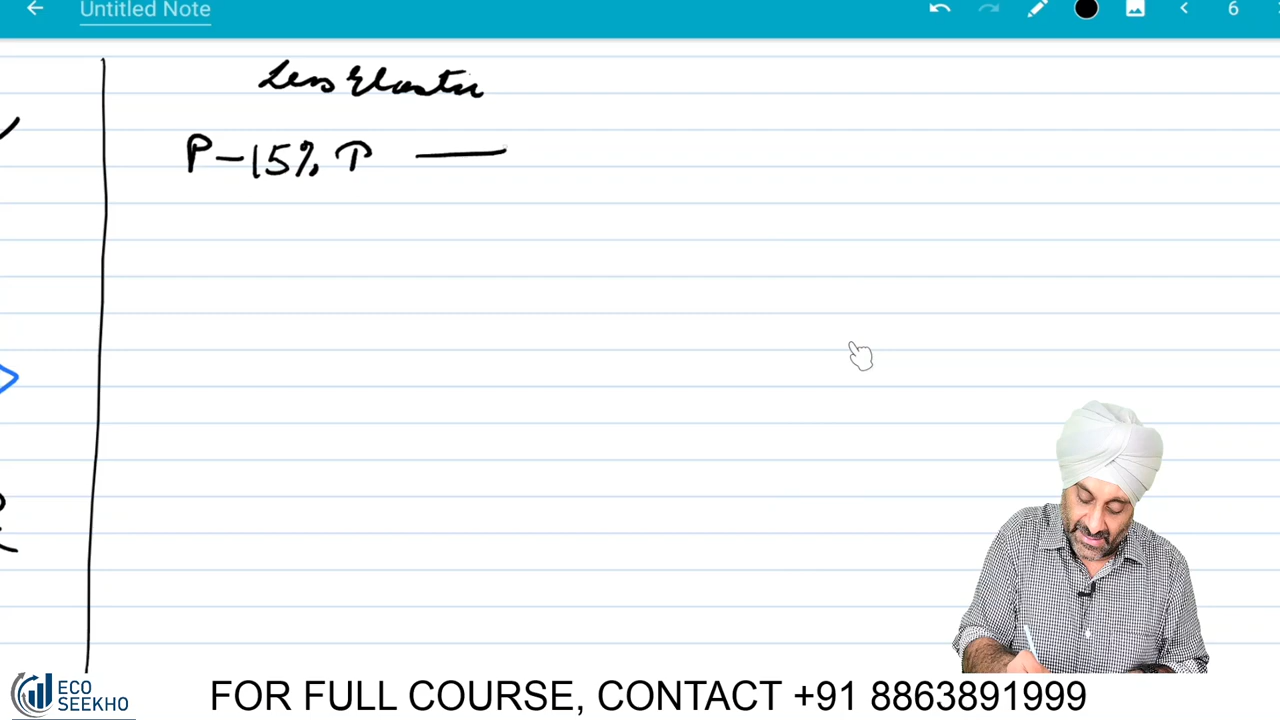 Untitled Note
6
Less Elastic
P-15% ↑ —
ECO
SEEKHO
FOR FULL COURSE, CONTACT +91 8863891999